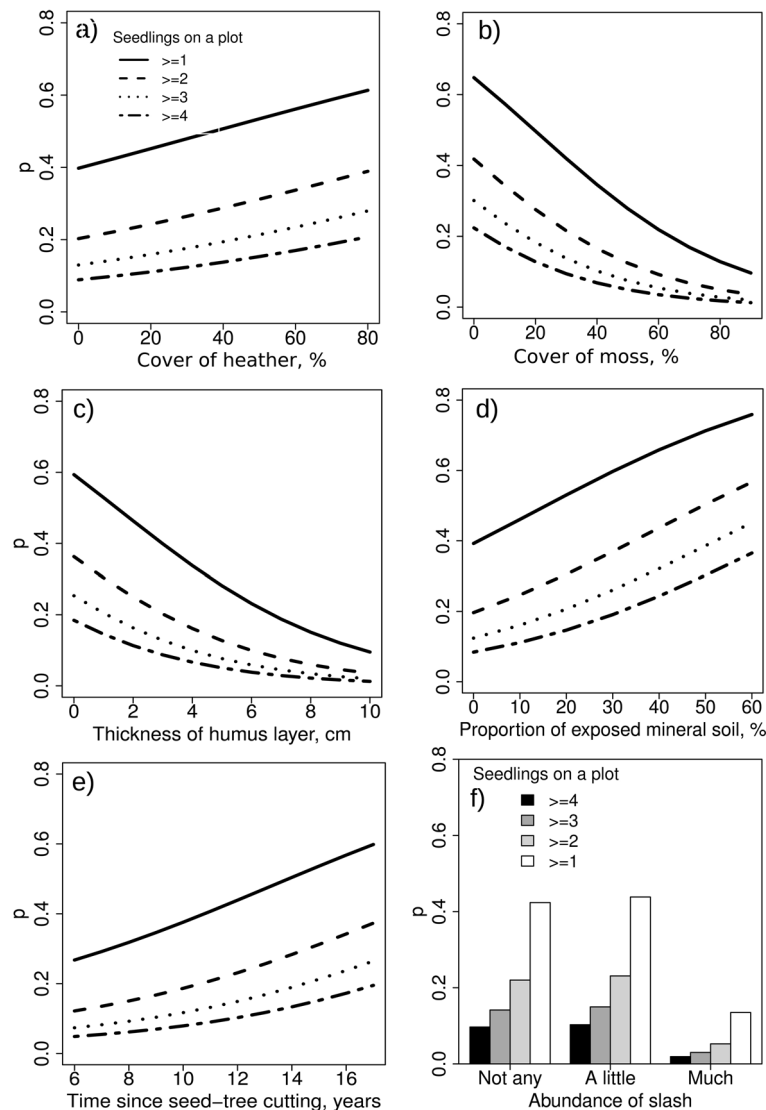 a)
Seedlings on a plot
>=1
>=2
>=3
>=4
p
0.0 0.2 0.4 0.6 0.8
0 20 40 60 80
Cover of heather, %
b)
0.0 0.2 0.4 0.6 0.8
0 20 40 60 80
Cover of moss, %
c)
p
0.0 0.2 0.4 0.6 0.8
0 2 4 6 8 10
Thickness of humus layer, cm
d)
0.0 0.2 0.4 0.6 0.8
0 10 20 30 40 50 60
Proportion of exposed mineral soil, %
e)
p
0.0 0.2 0.4 0.6 0.8
6 8 10 12 14 16
Time since seed–tree cutting, years
Seedlings on a plot
f)
>=4
>=3
>=2
>=1
p
0.0 0.2 0.4 0.6 0.8
Not any A little Much
Abundance of slash